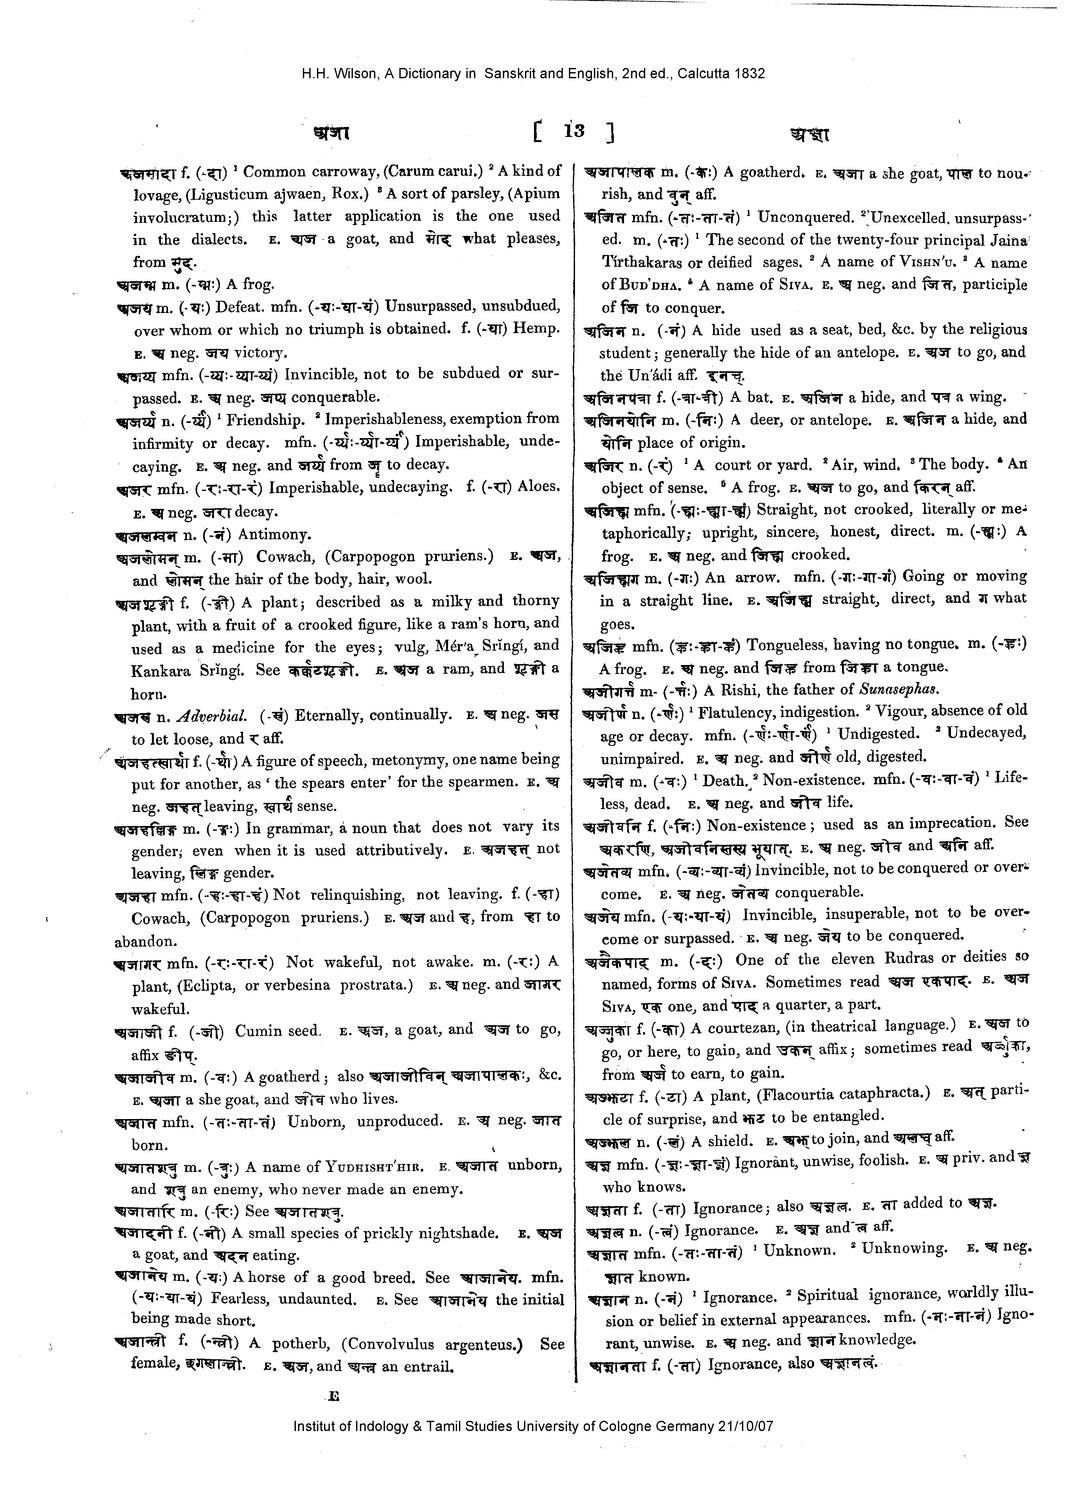 H.H. Wilson, A Dictionary in Sanskrit and English, 2nd ed., Calcutta 1832
अजा [ 13 ] अज्ञा
अजमोदा f. (-दा) ¹ Common carroway, (Carum carui.) ² A kind of
lovage, (Ligusticum ajwaen, Rox.) ³ A sort of parsley, (Apium
involucratum;) this latter application is the one used
in the dialects. E. अज a goat, and मोद what pleases,
from मुद्.
अजम्भ m. (-म्भः) A frog.
अजय m. (-यः) Defeat. mfn. (-यः-या-यं) Unsurpassed, unsubdued,
over whom or which no triumph is obtained. f. (-या) Hemp.
E. अ neg. जय victory.
अजय्य mfn. (-य्यः-य्या-य्यं) Invincible, not to be subdued or sur-
passed. E. अ neg. जय्य conquerable.
अजर्य्य n. (-र्य्यं) ¹ Friendship. ² Imperishableness, exemption from
infirmity or decay. mfn. (-र्य्यः-र्य्या-र्य्यं) Imperishable, unde-
caying. E. अ neg. and जर्य्य from जॄ to decay.
अजर mfn. (-रः-रा-रं) Imperishable, undecaying. f. (-रा) Aloes.
E. अ neg. जरा decay.
अजलम्बन n. (-नं) Antimony.
अजलोमन् m. (-मा) Cowach, (Carpopogon pruriens.) E. अज,
and लोमन् the hair of the body, hair, wool.
अजशृङ्गी f. (-ङ्गी) A plant; described as a milky and thorny
plant, with a fruit of a crooked figure, like a ram's horn, and
used as a medicine for the eyes; vulg, Mér'a Sringí, and
Kankara Sringí. See कर्कटशृङ्गी. E. अज a ram, and शृङ्गी a
horn.
अजस्र n. Adverbial. (-स्रं) Eternally, continually. E. अ neg. जस
to let loose, and र aff.
अजहत्स्वार्था f. (-र्था) A figure of speech, metonymy, one name being
put for another, as ‘ the spears enter’ for the spearmen. E. अ
neg. जहत् leaving, स्वार्थ sense.
अजहल्लिङ्ग m. (-ङ्गः) In grammar, a noun that does not vary its
gender; even when it is used attributively. E. अजहत् not
leaving, लिङ्ग gender.
अजहा mfn. (-हः-हा-हं) Not relinquishing, not leaving. f. (-हा)
Cowach, (Carpopogon pruriens.) E. अज and ह, from हा to
abandon.
अजागर mfn. (-रः-रा-रं) Not wakeful, not awake. m. (-रः) A
plant, (Eclipta, or verbesina prostrata.) E. अ neg. and जागर
wakeful.
अजाजी f. (-जी) Cumin seed. E. अज, a goat, and अज to go,
affix ङीप्.
अजाजीव m. (-वः) A goatherd; also अजाजीविन् अजापालकः, &c.
E. अजा a she goat, and जीव who lives.
अजात mfn. (-तः-ता-तं) Unborn, unproduced. E. अ neg. जात
born.
अजातशत्रु m. (-त्रुः) A name of YUDHISHT'HIR. E. अजात unborn,
and शत्रु an enemy, who never made an enemy.
अजातारि m. (-रिः) See अजातशत्रु.
अजादनी f. (-नी) A small species of prickly nightshade. E. अज
a goat, and अदन eating.
अजानेय m. (-यः) A horse of a good breed. See आजानेय. mfn.
(-यः-या-यं) Fearless, undaunted. E. See आजानेय the initial
being made short.
अजान्त्री f. (-न्त्री) A potherb, (Convolvulus argenteus.) See
female, छगलान्त्री. E. अज, and अन्त्र an entrail.
E
अजापालक m. (-कः) A goatherd. E. अजा a she goat, पाल to nou-
rish, and वुन् aff.
अजित mfn. (-तः-ता-तं) ¹ Unconquered. ² Unexcelled, unsurpass-
ed. m. (-तः) ¹ The second of the twenty-four principal Jaina
Tírthakaras or deified sages. ² A name of VISHN'U. ³ A name
of BUD'DHA. ⁴ A name of SIVA. E. अ neg. and जित, participle
of जि to conquer.
अजिन n. (-नं) A hide used as a seat, bed, &c. by the religious
student; generally the hide of an antelope. E. अज to go, and
the Un'ádi aff. इनच्.
अजिनपत्रा f. (-त्रा-त्री) A bat. E. अजिन a hide, and पत्र a wing.
अजिनयोनि m. (-निः) A deer, or antelope. E. अजिन a hide, and
योनि place of origin.
अजिर n. (-रं) ¹ A court or yard. ² Air, wind. ³ The body. ⁴ An
object of sense. ⁵ A frog. E. अज to go, and किरन् aff.
अजिह्म mfn. (-ह्मः-ह्मा-ह्मं) Straight, not crooked, literally or me-
taphorically; upright, sincere, honest, direct. m. (-ह्मः) A
frog. E. अ neg. and जिह्म crooked.
अजिह्मग m. (-गः) An arrow. mfn. (-गः-गा-गं) Going or moving
in a straight line. E. अजिह्म straight, direct, and ग what
goes.
अजिह्व mfn. (ह्वः-ह्वा-ह्वं) Tongueless, having no tongue. m. (-ह्वः)
A frog. E. अ neg. and जिह्व from जिह्वा a tongue.
अजीगर्त्त m- (-र्त्तः) A Rishi, the father of Sunasephas.
अजीर्ण n. (-र्णः) ¹ Flatulency, indigestion. ² Vigour, absence of old
age or decay. mfn. (-र्णः-र्णा-र्णं) ¹ Undigested. ² Undecayed,
unimpaired. E. अ neg. and जीर्ण old, digested.
अजीव m. (-वः) ¹ Death. ² Non-existence. mfn. (-वः-वा-वं) ¹ Life-
less, dead. E. अ neg. and जीव life.
अजीवनि f. (-निः) Non-existence; used as an imprecation. See
अकरणि, अजीवनिस्तस्य भूयात्. E. अ neg. जीव and अनि aff.
अजेतव्य mfn. (-व्यः-व्या-व्यं) Invincible, not to be conquered or over-
come. E. अ neg. जेतव्य conquerable.
अजेय mfn. (-यः-या-यं) Invincible, insuperable, not to be over-
come or surpassed. E. अ neg. जेय to be conquered.
अजैकपाद् m. (-दः) One of the eleven Rudras or deities so
named, forms of SIVA. Sometimes read अज एकपाद. E. अज
SIVA, एक one, and पाद a quarter, a part.
अज्जुका f. (-का) A courtezan, (in theatrical language.) E. अज to
go, or here, to gain, and उकन् affix; sometimes read अर्ज्जुका,
from अर्ज to earn, to gain.
अज्झटा f. (-टा) A plant, (Flacourtia cataphracta.) E. अत् parti-
cle of surprise, and झट to be entangled.
अज्झल n. (-लं) A shield. E. अझ् to join, and अलच् aff.
अज्ञ mfn. (-ज्ञः-ज्ञा-ज्ञं) Ignorant, unwise, foolish. E. अ priv. and ज्ञ
who knows.
अज्ञता f. (-ता) Ignorance; also अज्ञत्व. E. ता added to अज्ञ.
अज्ञत्व n. (-त्वं) Ignorance. E. अज्ञ and त्व aff.
अज्ञात mfn. (-तः-ता-तं) ¹ Unknown. ² Unknowing. E. अ neg.
ज्ञात known.
अज्ञान n. (-नं) ¹ Ignorance. ² Spiritual ignorance, worldly illu-
sion or belief in external appearances. mfn. (-नः-ना-नं) Igno-
rant, unwise. E. अ neg. and ज्ञान knowledge.
अज्ञानता f. (-ता) Ignorance, also अज्ञानत्वं.
Institut of Indology & Tamil Studies University of Cologne Germany 21/10/07